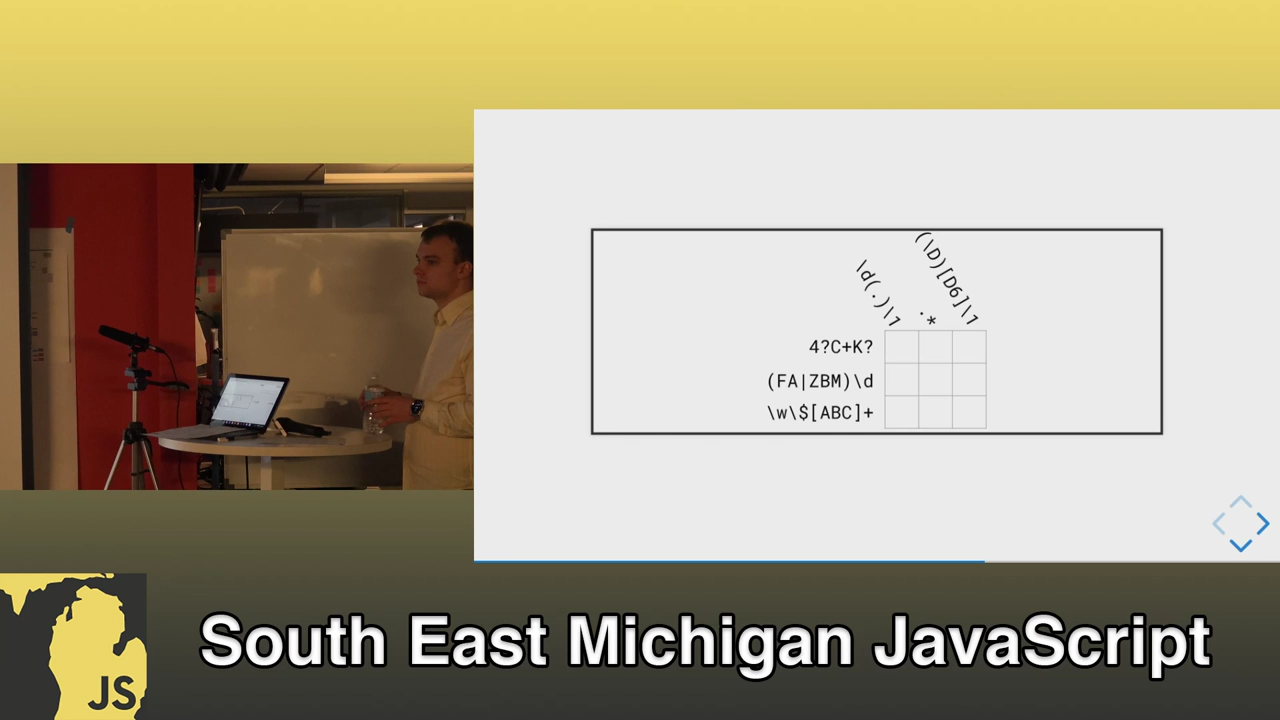 \d(.)\1
.*
(\D)[D6]\1
4?C+K?
(FA|ZBM)\d
\w\$[ABC]+
JS
South East Michigan JavaScript